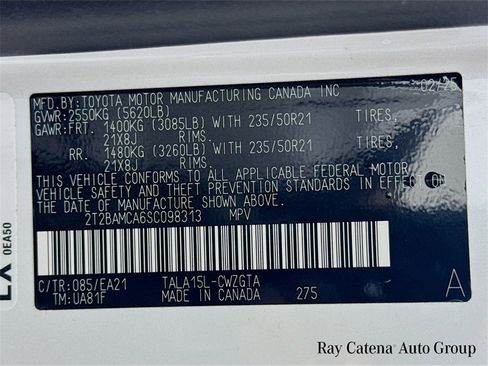 02/25
MFD.BY:TOYOTA MOTOR MANUFACTURING CANADA INC
GVWR:2550KG (5620LB)
GAWR:FRT. 1400KG (3085LB) WITH 235/50R21 TIRES,
21X8J RIMS.
RR. 1480KG (3260LB) WITH 235/50R21 TIRES,
21X8J RIMS.
THIS VEHICLE CONFORMS TO ALL APPLICABLE FEDERAL MOTOR
VEHICLE SAFETY AND THEFT PREVENTION STANDARDS IN EFFECT ON
THE DATE OF MANUFACTURE SHOWN ABOVE.
2T2BAMCA6SC098313 MPV
C/TR:085/EA21 TALA15L-CWZGTA
TM:UA81F MADE IN CANADA 275 A
0EA50
Ray Catena Auto Group